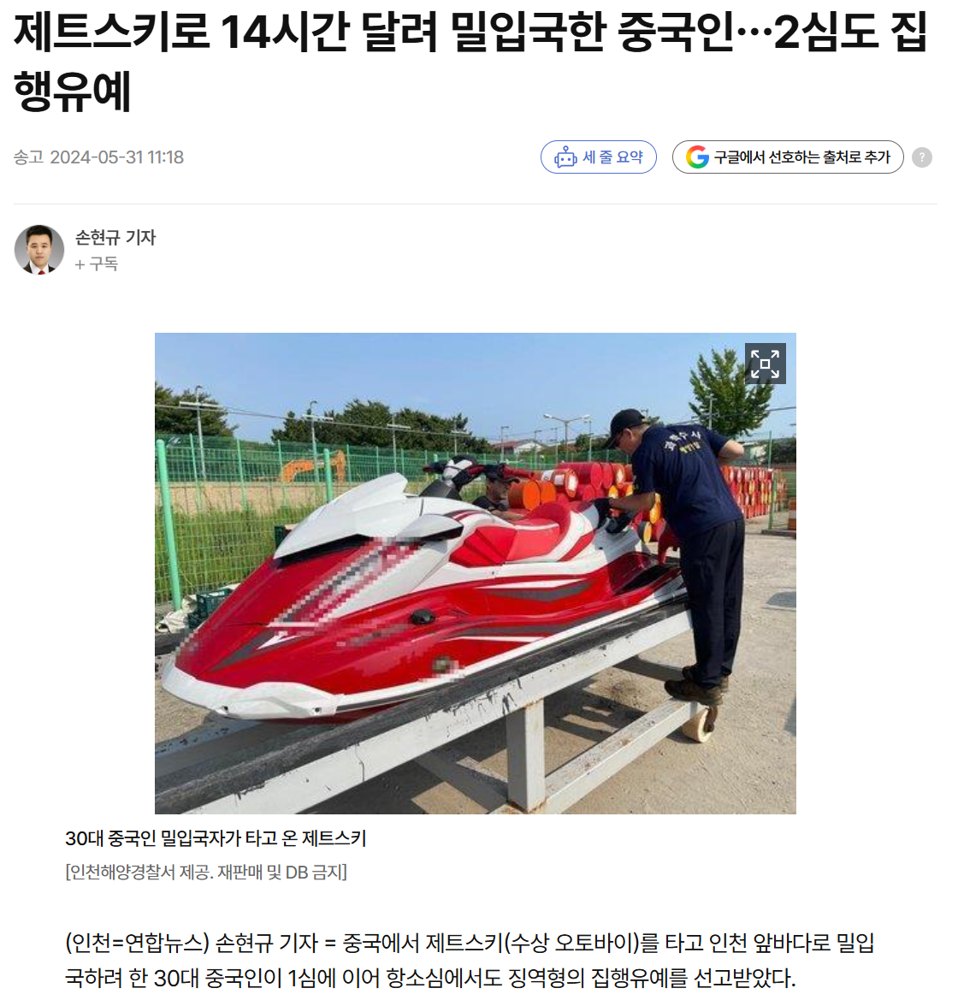 제트스키로 14시간 달려 밀입국한 중국인…2심도 집
행유예
송고 2024-05-31 11:18
세 줄 요약
구글에서 선호하는 출처로 추가
?
손현규 기자
+ 구독
과학수사
30대 중국인 밀입국자가 타고 온 제트스키
[인천해양경찰서 제공. 재판매 및 DB 금지]
(인천=연합뉴스) 손현규 기자 = 중국에서 제트스키(수상 오토바이)를 타고 인천 앞바다로 밀입
국하려 한 30대 중국인이 1심에 이어 항소심에서도 징역형의 집행유예를 선고받았다.